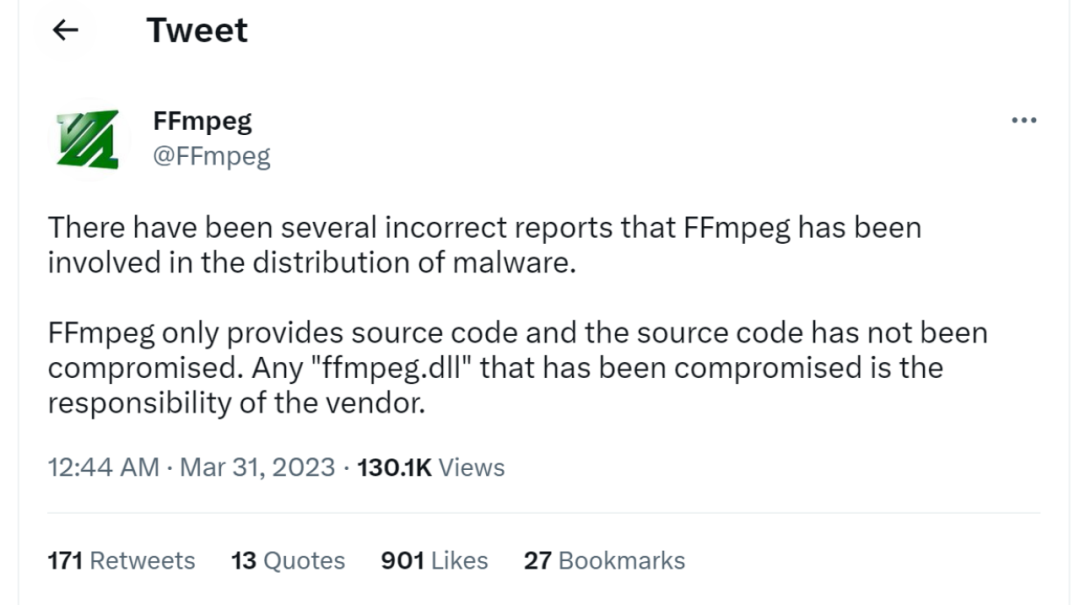 ← Tweet
FFmpeg
@FFmpeg
There have been several incorrect reports that FFmpeg has been
involved in the distribution of malware.
FFmpeg only provides source code and the source code has not been
compromised. Any "ffmpeg.dll" that has been compromised is the
responsibility of the vendor.
12:44 AM · Mar 31, 2023 · 130.1K Views
171 Retweets 13 Quotes 901 Likes 27 Bookmarks